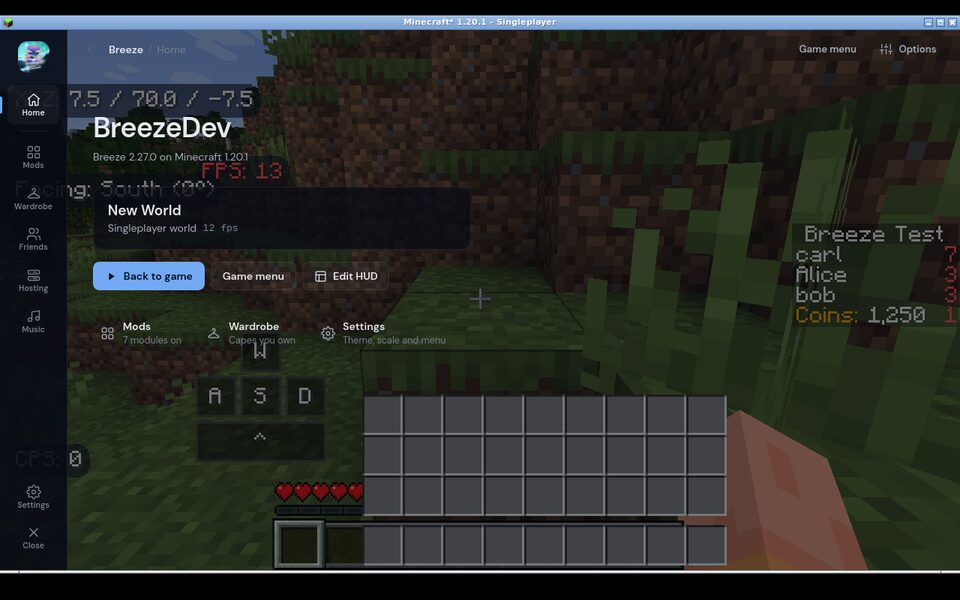 Minecraft* 1.20.1 - Singleplayer
Breeze / Home
Game menu
Options
Home
7.5 / 70.0 / -7.5
BreezeDev
Breeze 2.27.0 on Minecraft 1.20.1
FPS: 13
Mods
Facing: South (0°)
Wardrobe
New World
Singleplayer world 12 fps
Friends
Breeze Test
carl 7
Alice 3
bob 3
Coins: 1,250 1
Hosting
Back to game
Game menu
Edit HUD
Music
Mods
7 modules on
Wardrobe
Capes you own
Settings
Theme, scale and memory
W
A S D
^
CPS: 0
Settings
Close